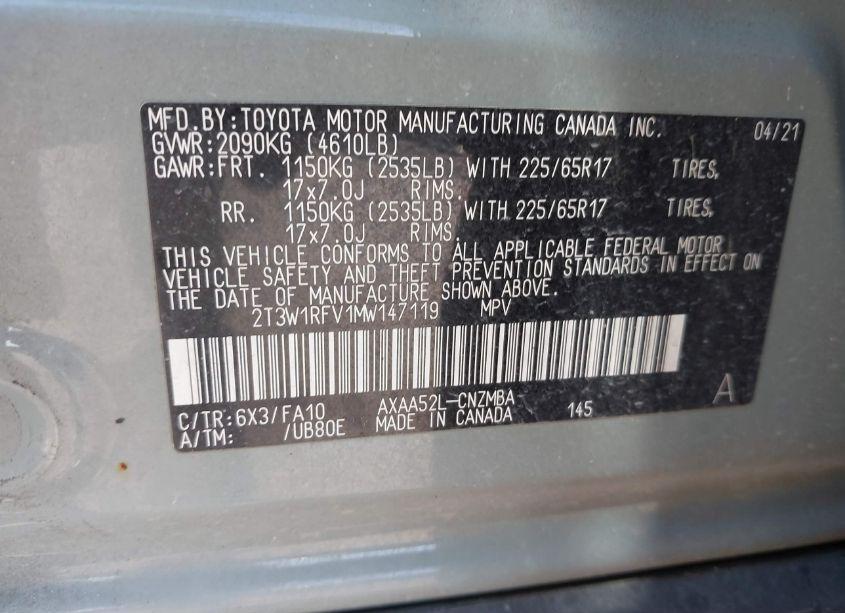 MFD.BY:TOYOTA MOTOR MANUFACTURING CANADA INC. 04/21
GVWR:2090KG (4610LB)
GAWR:FRT. 1150KG (2535LB) WITH 225/65R17 TIRES,
17x7.0J RIMS.
RR. 1150KG (2535LB) WITH 225/65R17 TIRES,
17x7.0J RIMS.
THIS VEHICLE CONFORMS TO ALL APPLICABLE FEDERAL MOTOR
VEHICLE SAFETY AND THEFT PREVENTION STANDARDS IN EFFECT ON
THE DATE OF MANUFACTURE SHOWN ABOVE.
2T3W1RFV1MW147119 MPV
C/TR:6X3/FA10 AXAA52L-CNZMBA 145 A
A/TM: /UB80E MADE IN CANADA